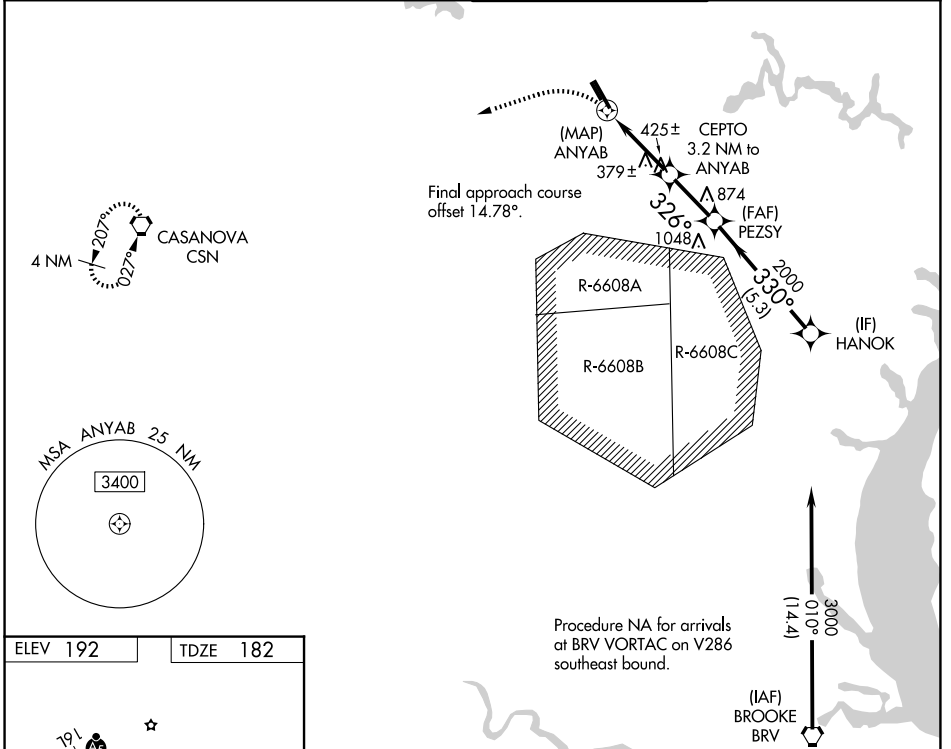 (MAP)
ANYAB
425±
379±
CEPTO
3.2 NM to
ANYAB
874
(FAF)
PEZSY
326°
1048
Final approach course
offset 14.78°.
2000
330°
(5.3)
(IF)
HANOK
207°
027°
4 NM
CASANOVA
CSN
R-6608A
R-6608B
R-6608C
MSA ANYAB 25 NM
3400
3000
010°
(14.4)
Procedure NA for arrivals
at BRV VORTAC on V286
southeast bound.
(IAF)
BROOKE
BRV
ELEV 192
TDZE 182
191